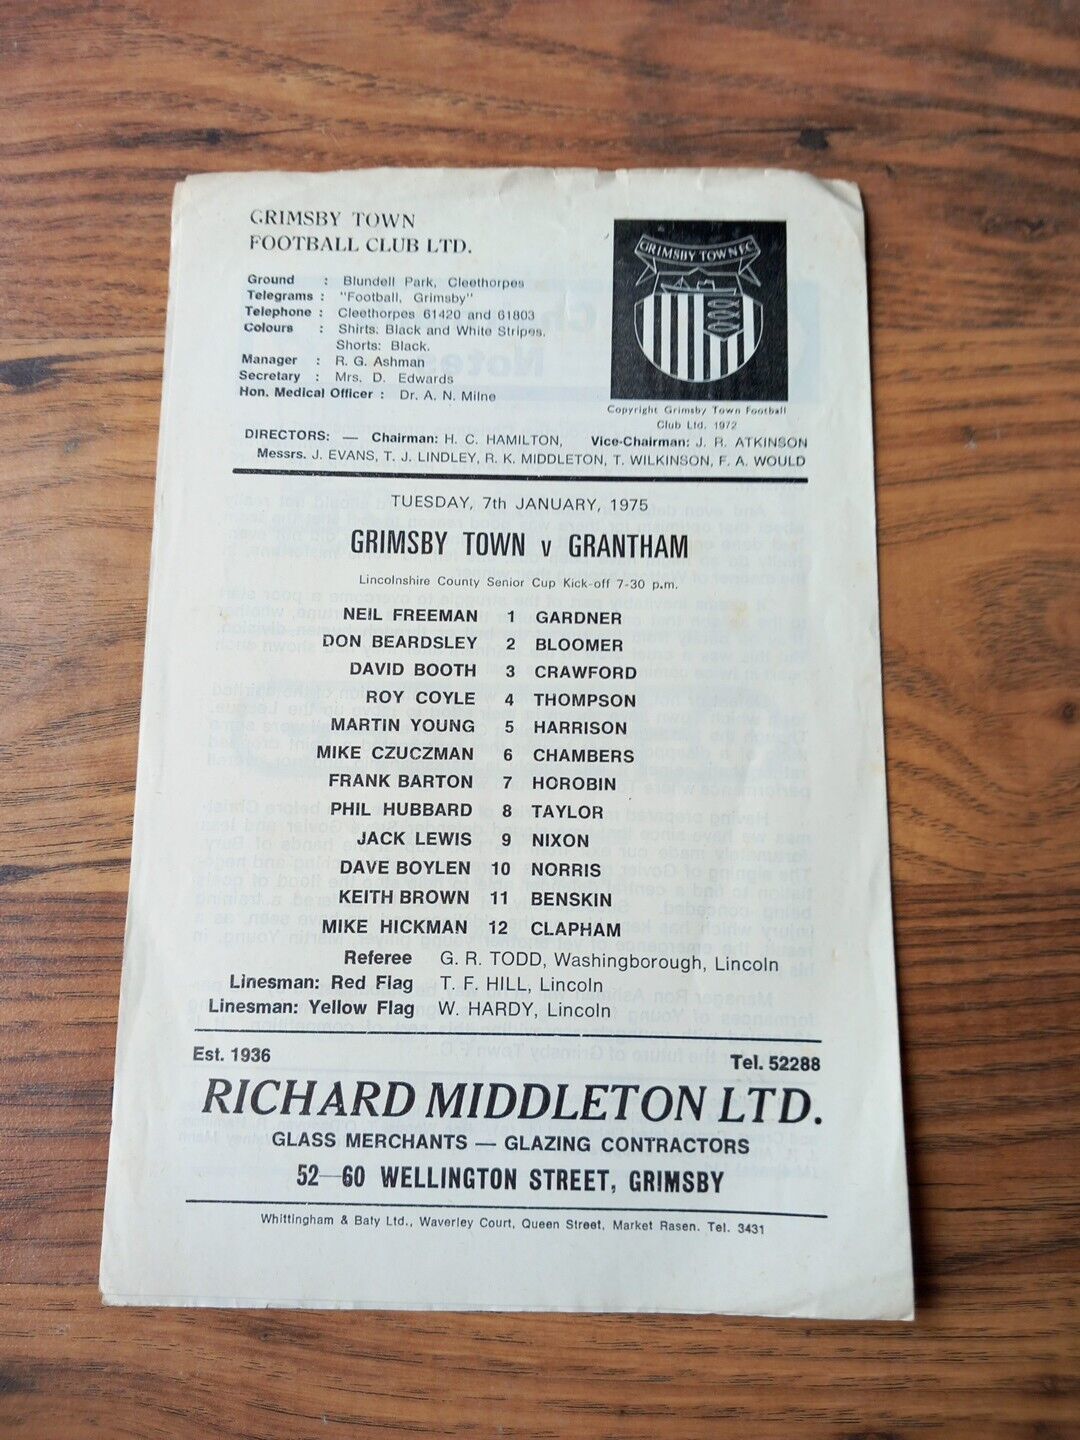 GRIMSBY TOWN
FOOTBALL CLUB LTD.
Ground : Blundell Park, Cleethorpes
Telegrams : "Football, Grimsby"
Telephone : Cleethorpes 61420 and 61803
Colours : Shirts: Black and White Stripes.
Shorts: Black.
Manager : R. G. Ashman
Secretary : Mrs. D. Edwards
Hon. Medical Officer : Dr. A. N. Milne
GRIMSBY TOWN F.C.
Copyright Grimsby Town Football
Club Ltd. 1972
DIRECTORS: — Chairman: H. C. HAMILTON, Vice-Chairman: J. R. ATKINSON
Messrs. J. EVANS, T. J. LINDLEY, R. K. MIDDLETON, T. WILKINSON, F. A. WOULD
TUESDAY, 7th JANUARY, 1975
GRIMSBY TOWN v GRANTHAM
Lincolnshire County Senior Cup Kick-off 7-30 p.m.
NEIL FREEMAN 1 GARDNER
DON BEARDSLEY 2 BLOOMER
DAVID BOOTH 3 CRAWFORD
ROY COYLE 4 THOMPSON
MARTIN YOUNG 5 HARRISON
MIKE CZUCZMAN 6 CHAMBERS
FRANK BARTON 7 HOROBIN
PHIL HUBBARD 8 TAYLOR
JACK LEWIS 9 NIXON
DAVE BOYLEN 10 NORRIS
KEITH BROWN 11 BENSKIN
MIKE HICKMAN 12 CLAPHAM
Referee G. R. TODD, Washingborough, Lincoln
Linesman: Red Flag T. F. HILL, Lincoln
Linesman: Yellow Flag W. HARDY, Lincoln
Est. 1936 Tel. 52288
RICHARD MIDDLETON LTD.
GLASS MERCHANTS — GLAZING CONTRACTORS
52—60 WELLINGTON STREET, GRIMSBY
Whittingham & Baty Ltd., Waverley Court, Queen Street, Market Rasen. Tel. 3431